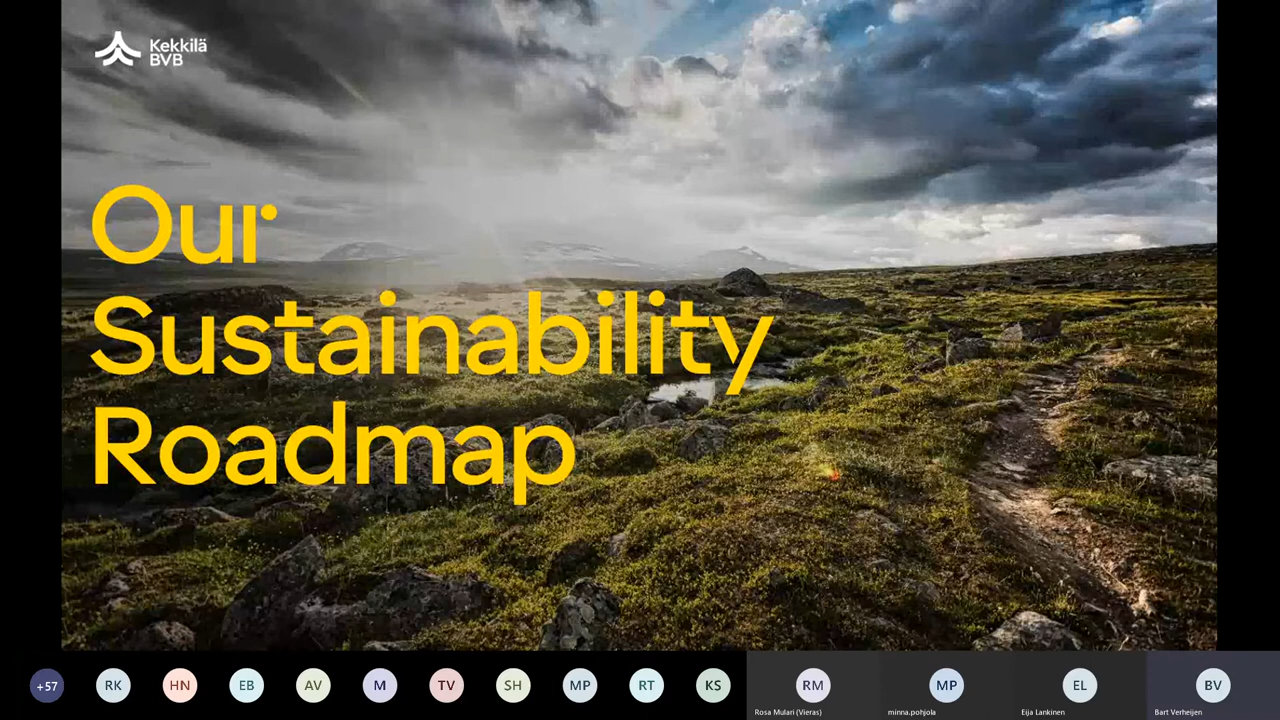 Kekkilä
BVB
Our
Sustainability
Roadmap
+57
RK
HN
EB
AV
M
TV
SH
MP
RT
KS
RM
MP
EL
BV
Rosa Mulari (Vieras)
minna.pohjola
Eija Lankinen
Bart Verheijen